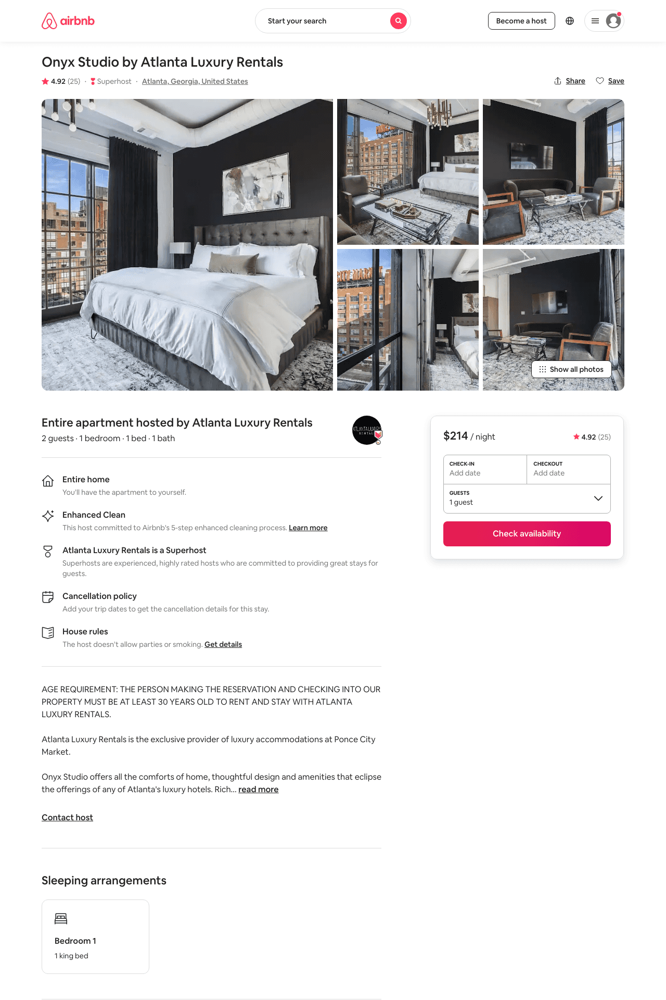 airbnb
Start your search
Become a host
Onyx Studio by Atlanta Luxury Rentals
4.92 (25) · Superhost · Atlanta, Georgia, United States
Share
Save
PONCE
CITY MARKET
Show all photos
Entire apartment hosted by Atlanta Luxury Rentals
2 guests · 1 bedroom · 1 bed · 1 bath
ATLANTA LUXURY
RENTALS
$214 / night
4.92 (25)
CHECK-IN
Add date
CHECKOUT
Add date
GUESTS
1 guest
Check availability
Entire home
You'll have the apartment to yourself.
Enhanced Clean
This host committed to Airbnb's 5-step enhanced cleaning process. Learn more
Atlanta Luxury Rentals is a Superhost
Superhosts are experienced, highly rated hosts who are committed to providing great stays for
guests.
Cancellation policy
Add your trip dates to get the cancellation details for this stay.
House rules
The host doesn't allow parties or smoking. Get details
AGE REQUIREMENT: THE PERSON MAKING THE RESERVATION AND CHECKING INTO OUR
PROPERTY MUST BE AT LEAST 30 YEARS OLD TO RENT AND STAY WITH ATLANTA
LUXURY RENTALS.
Atlanta Luxury Rentals is the exclusive provider of luxury accommodations at Ponce City
Market.
Onyx Studio offers all the comforts of home, thoughtful design and amenities that eclipse
the offerings of any of Atlanta's luxury hotels. Rich... read more
Contact host
Sleeping arrangements
Bedroom 1
1 king bed